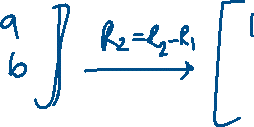 9
6 ] R₂=R₂-R₁ → [ 1